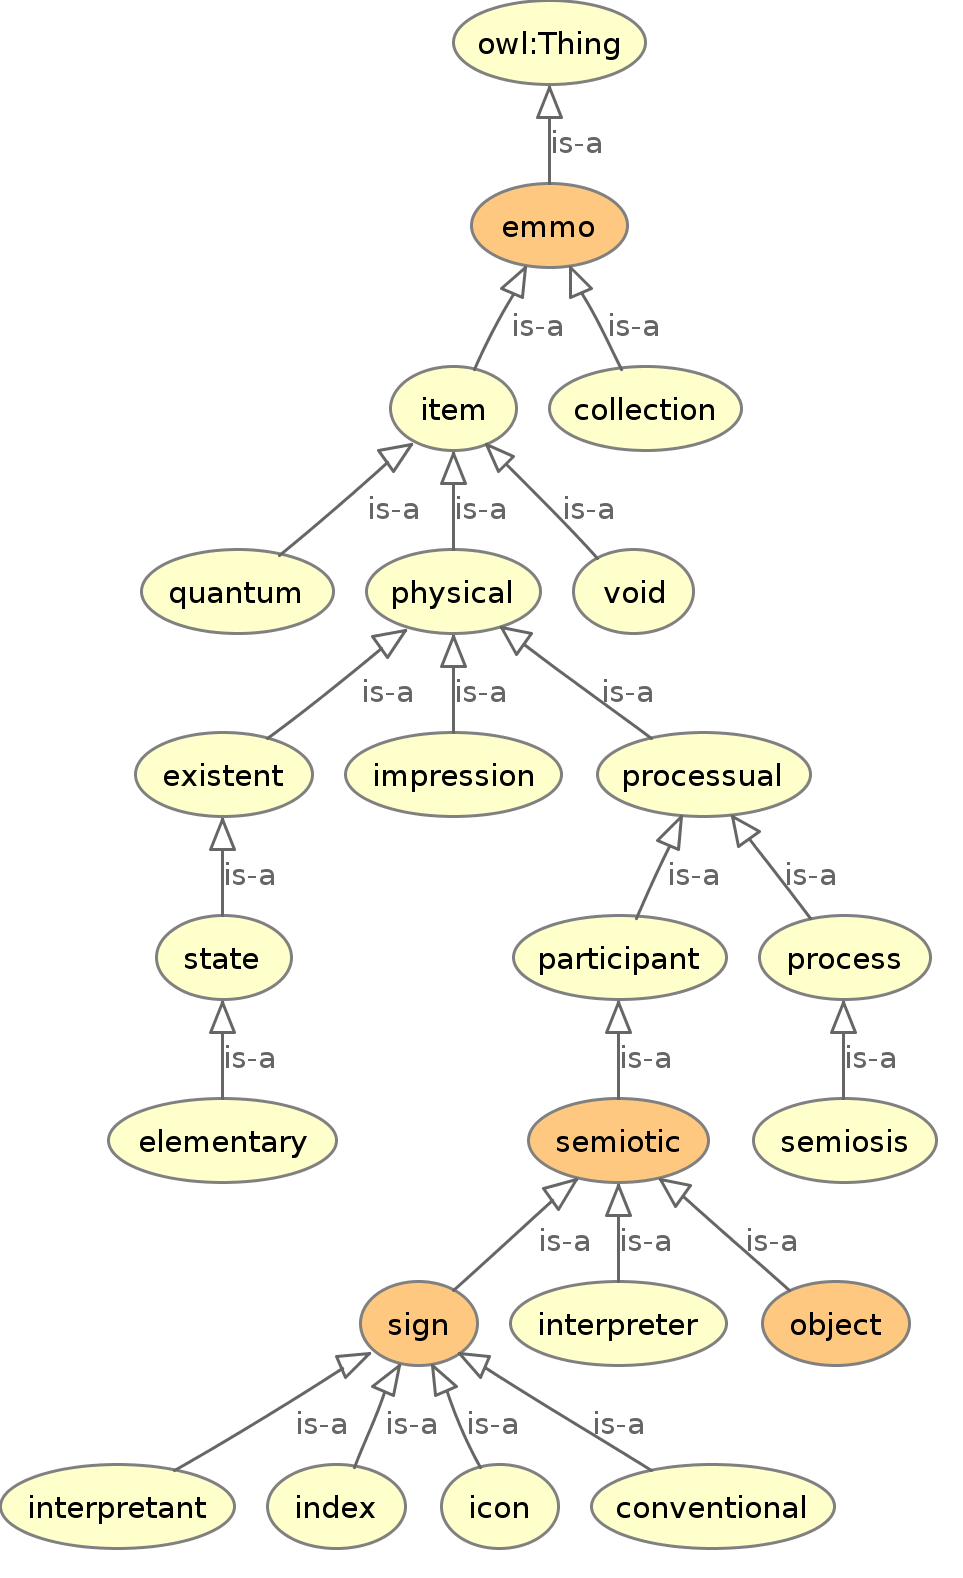 owl:Thing
is-a
emmo
is-a is-a
item collection
is-a is-a is-a
quantum physical void
is-a is-a is-a
existent impression processual
is-a is-a is-a
state participant process
is-a is-a is-a
elementary semiotic semiosis
is-a is-a is-a
sign interpreter object
is-a is-a is-a is-a
interpretant index icon conventional